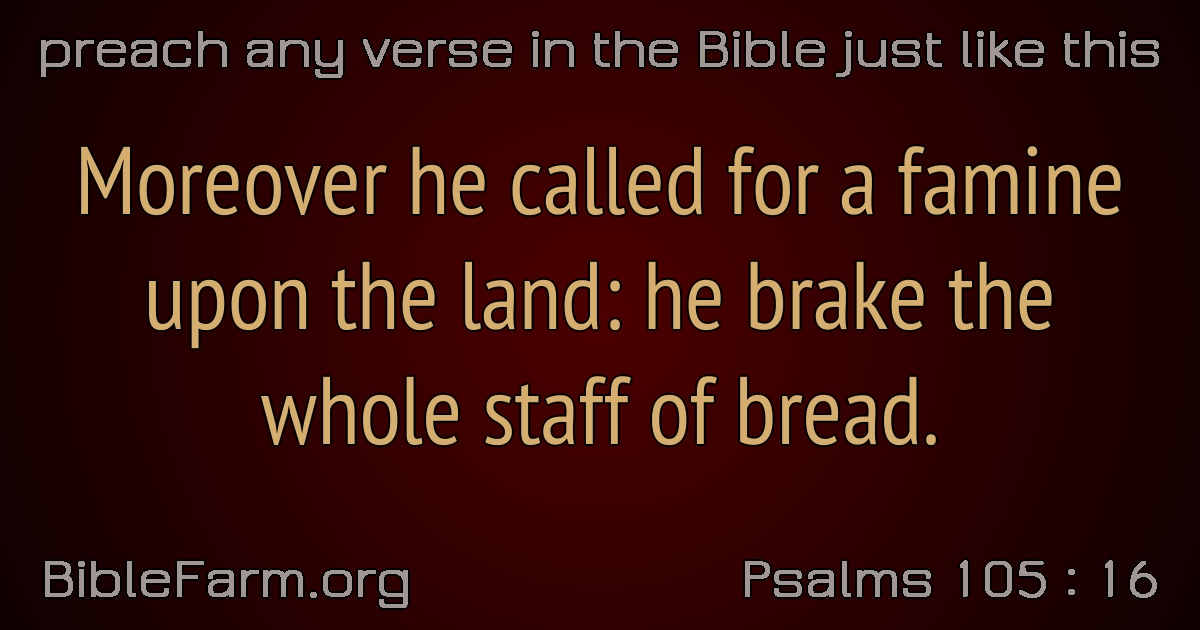 preach any verse in the Bible just like this
Moreover he called for a famine
upon the land: he brake the
whole staff of bread.
BibleFarm.org
Psalms 105 : 16